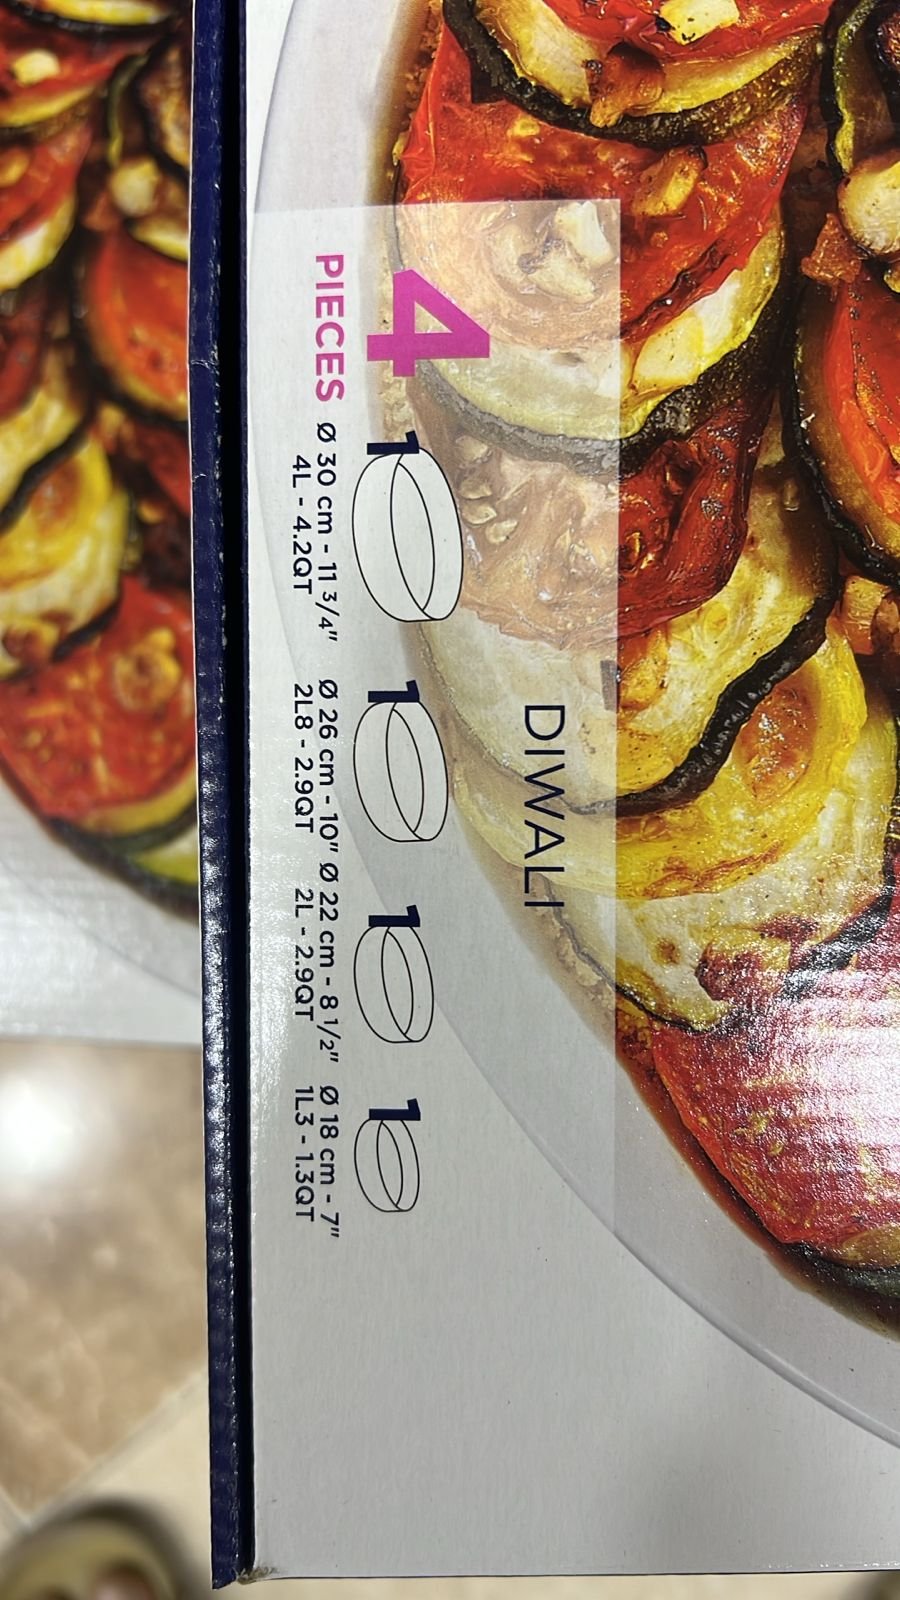 DIWALI
4
PIECES
1
Ø 30 cm - 11 3/4"
4L - 4.2QT
1
Ø 26 cm - 10"
2L8 - 2.9QT
1
Ø 22 cm - 8 1/2"
2L - 2.9QT
1
Ø 18 cm - 7"
1L3 - 1.3QT